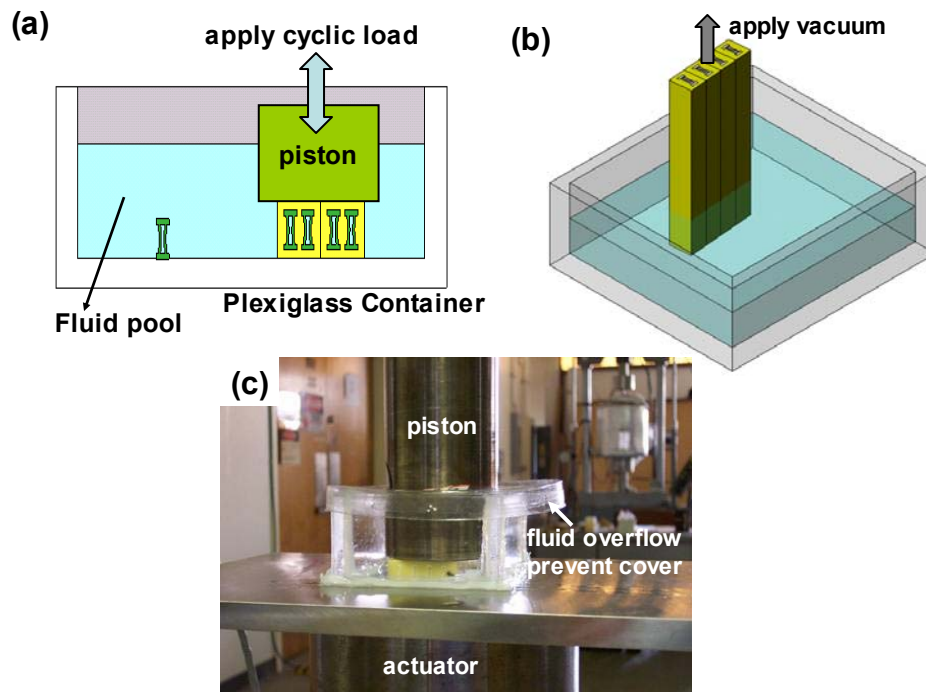 (a)
apply cyclic load
piston
Plexiglass Container
Fluid pool
(b)
apply vacuum
(c)
piston
fluid overflow
prevent cover
actuator